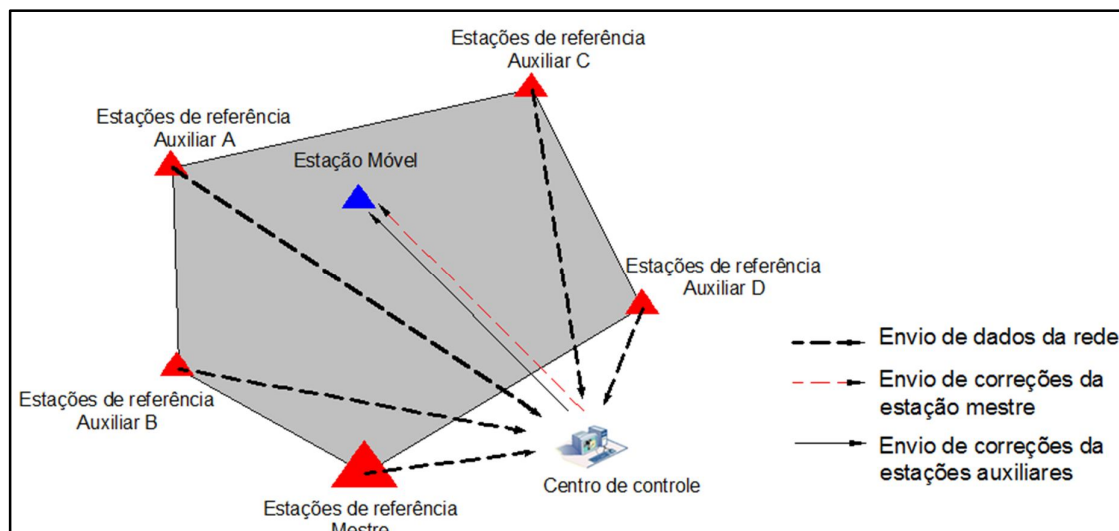 Estações de referência
Auxiliar C
Estações de referência
Auxiliar A
Estação Móvel
Estações de referência
Auxiliar D
Estações de referência
Auxiliar B
Estações de referência
Mestre
Centro de controle
Envio de dados da rede
Envio de correções da
estação mestre
Envio de correções da
estações auxiliares